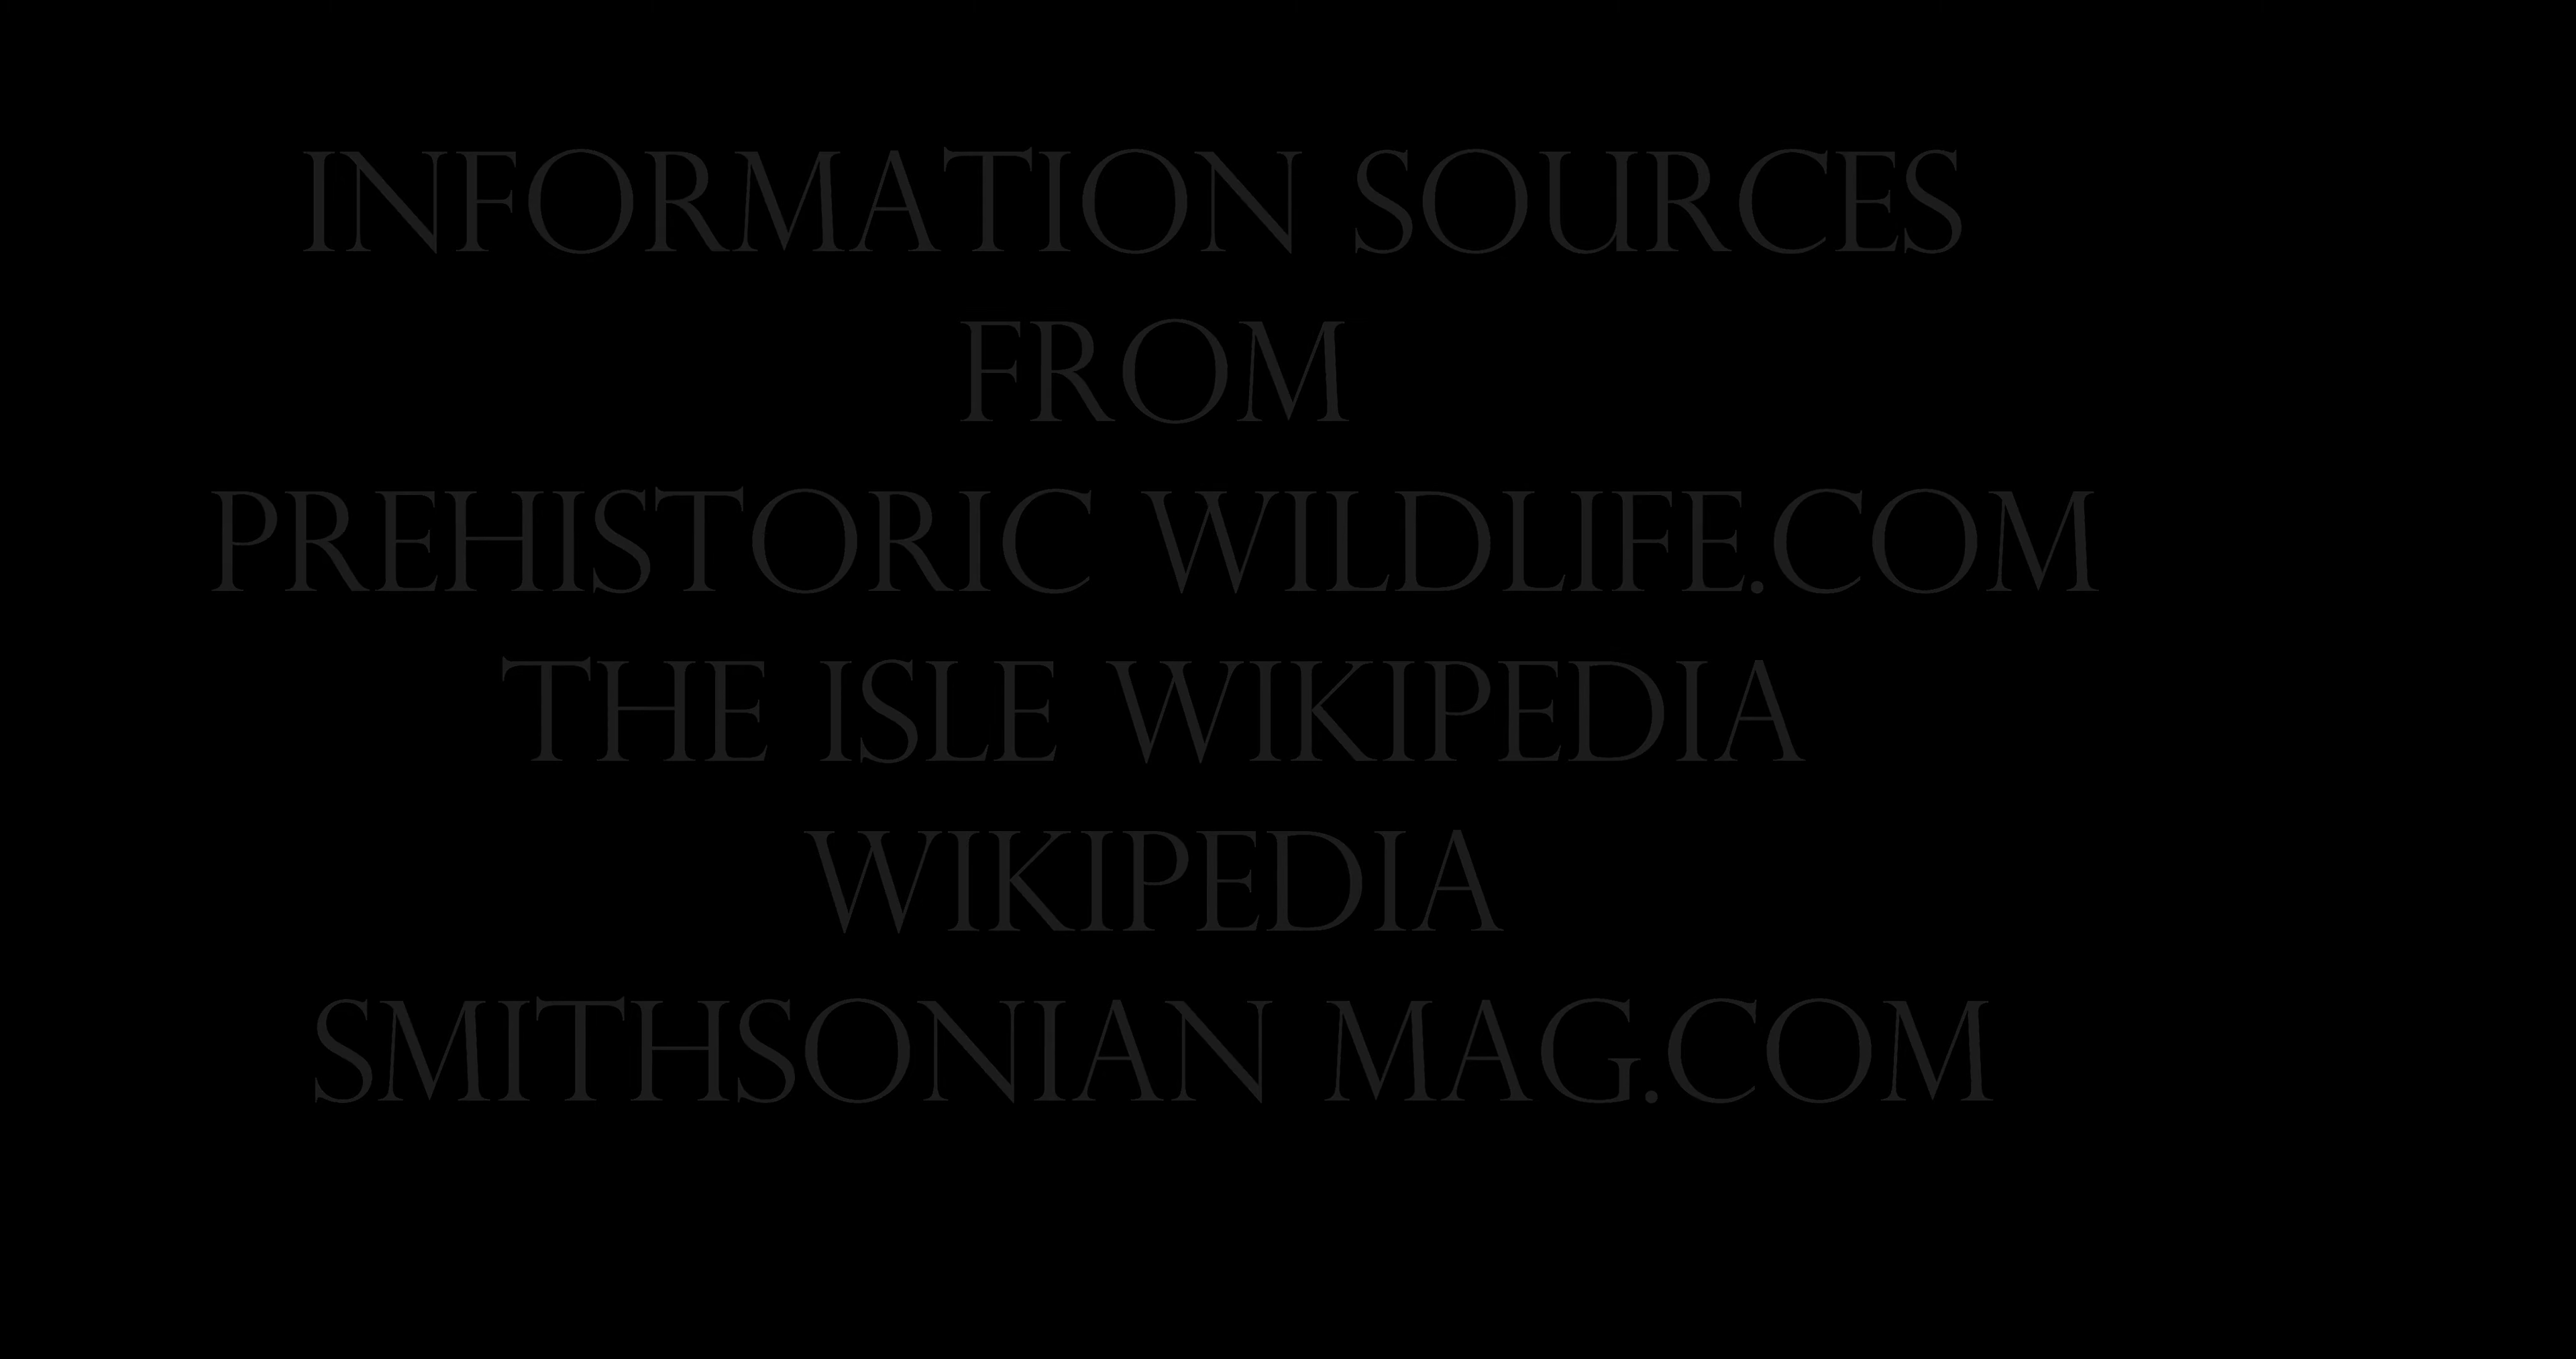 INFORMATION SOURCES
FROM
PREHISTORIC WILDLIFE.COM
THE ISLE WIKIPEDIA
WIKIPEDIA
SMITHSONIAN MAG.COM